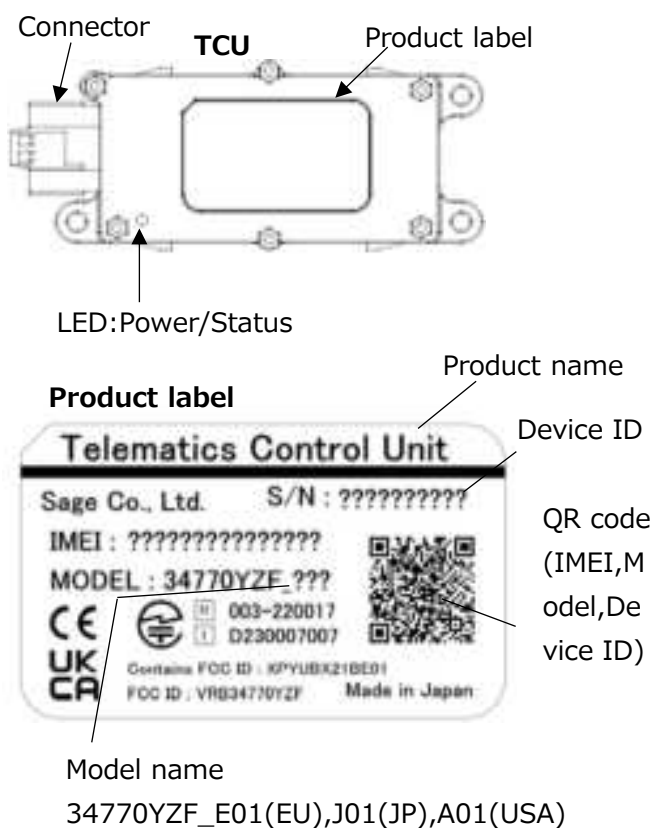 Connector
TCU
Product label
LED:Power/Status
Product name
Product label
Device ID
Telematics Control Unit
Sage Co., Ltd. S/N : ??????????
IMEI : ???????????????
MODEL : 34770YZF_???
QR code
(IMEI,M
odel,De
vice ID)
CE
R 003-220017
T D230007007
UK
CA
Contains FCC ID : XPYUBX21BE01
FCC ID : VRB34770YZF Made in Japan
Model name
34770YZF_E01(EU),J01(JP),A01(USA)